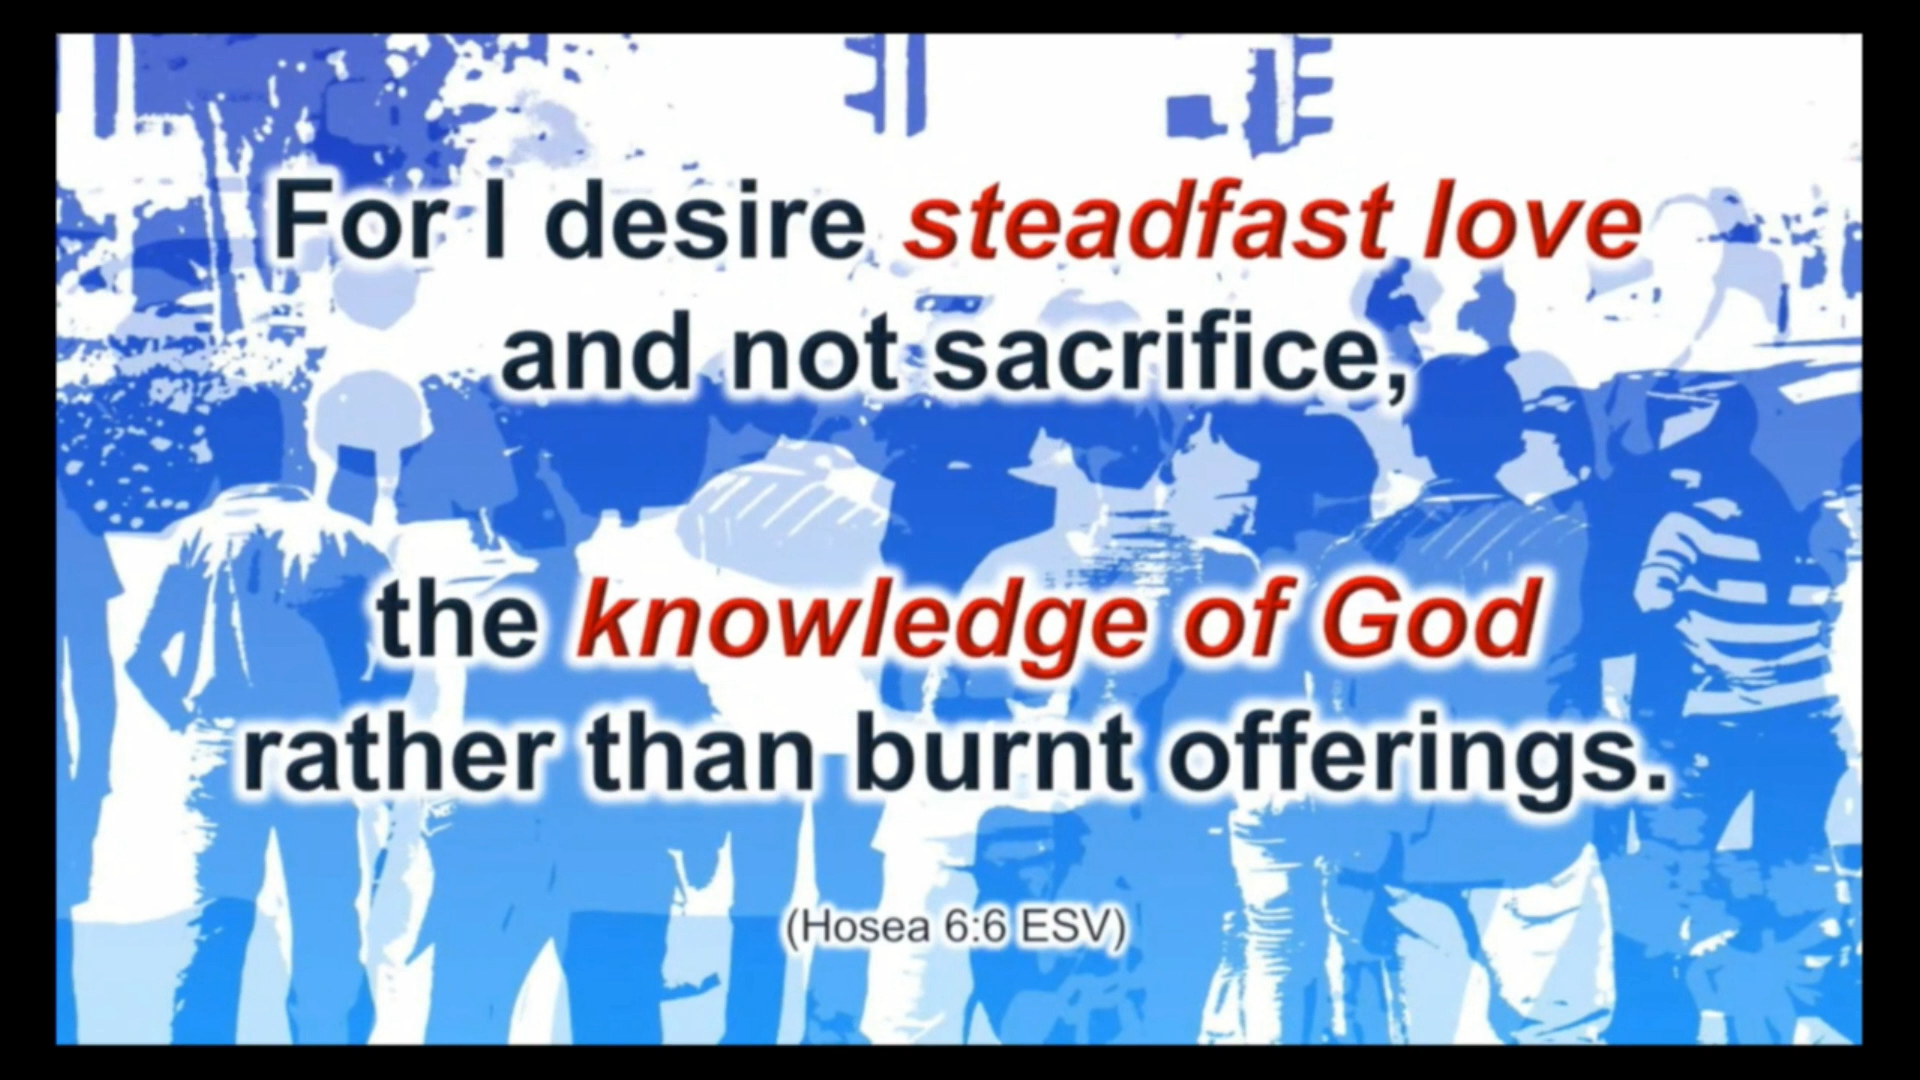 For I desire steadfast love
and not sacrifice,
the knowledge of God
rather than burnt offerings.
(Hosea 6:6 ESV)